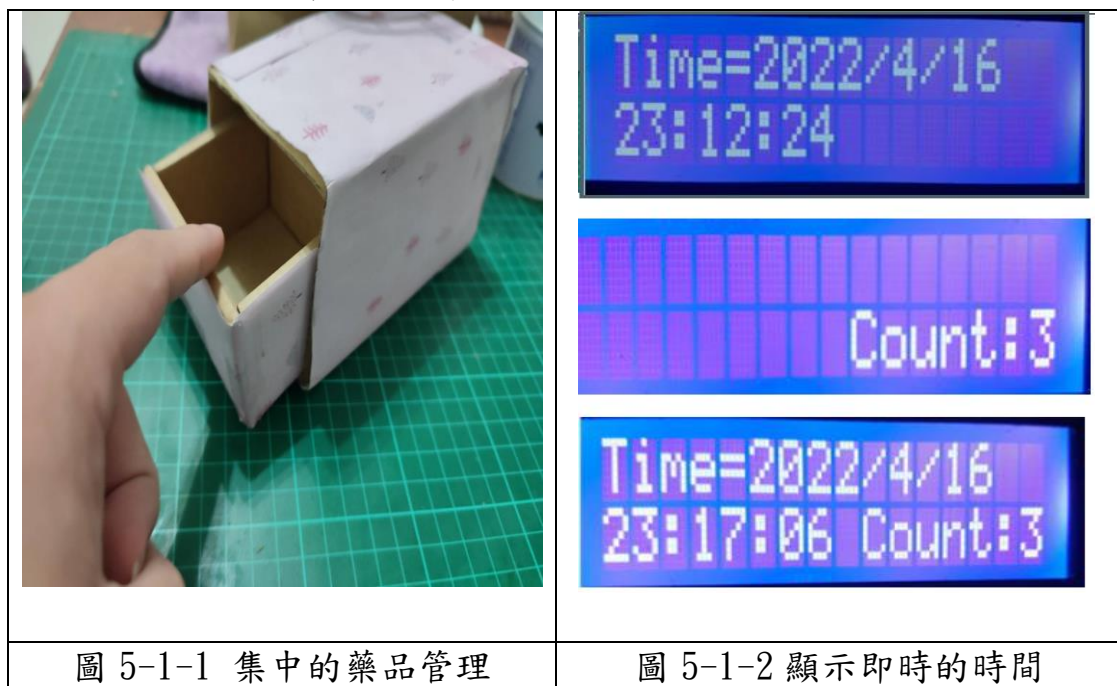 Time=2022/4/16
23:12:24
Count:3
Time=2022/4/16
23:17:06 Count:3
圖 5-1-1 集中的藥品管理
圖 5-1-2 顯示即時的時間